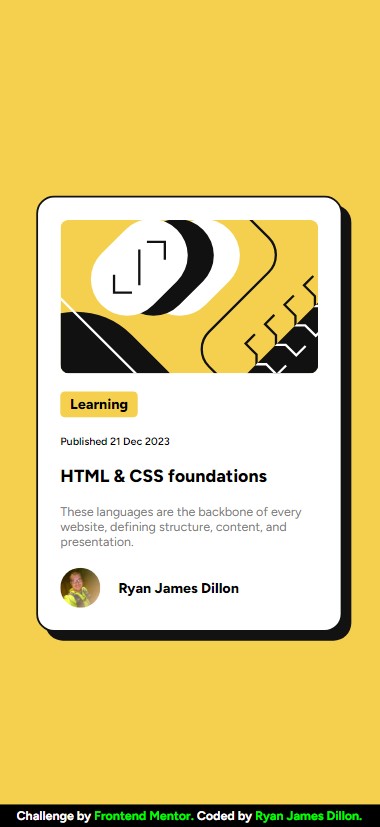 Learning
Published 21 Dec 2023
HTML & CSS foundations
These languages are the backbone of every
website, defining structure, content, and
presentation.
Ryan James Dillon
Challenge by Frontend Mentor. Coded by Ryan James Dillon.